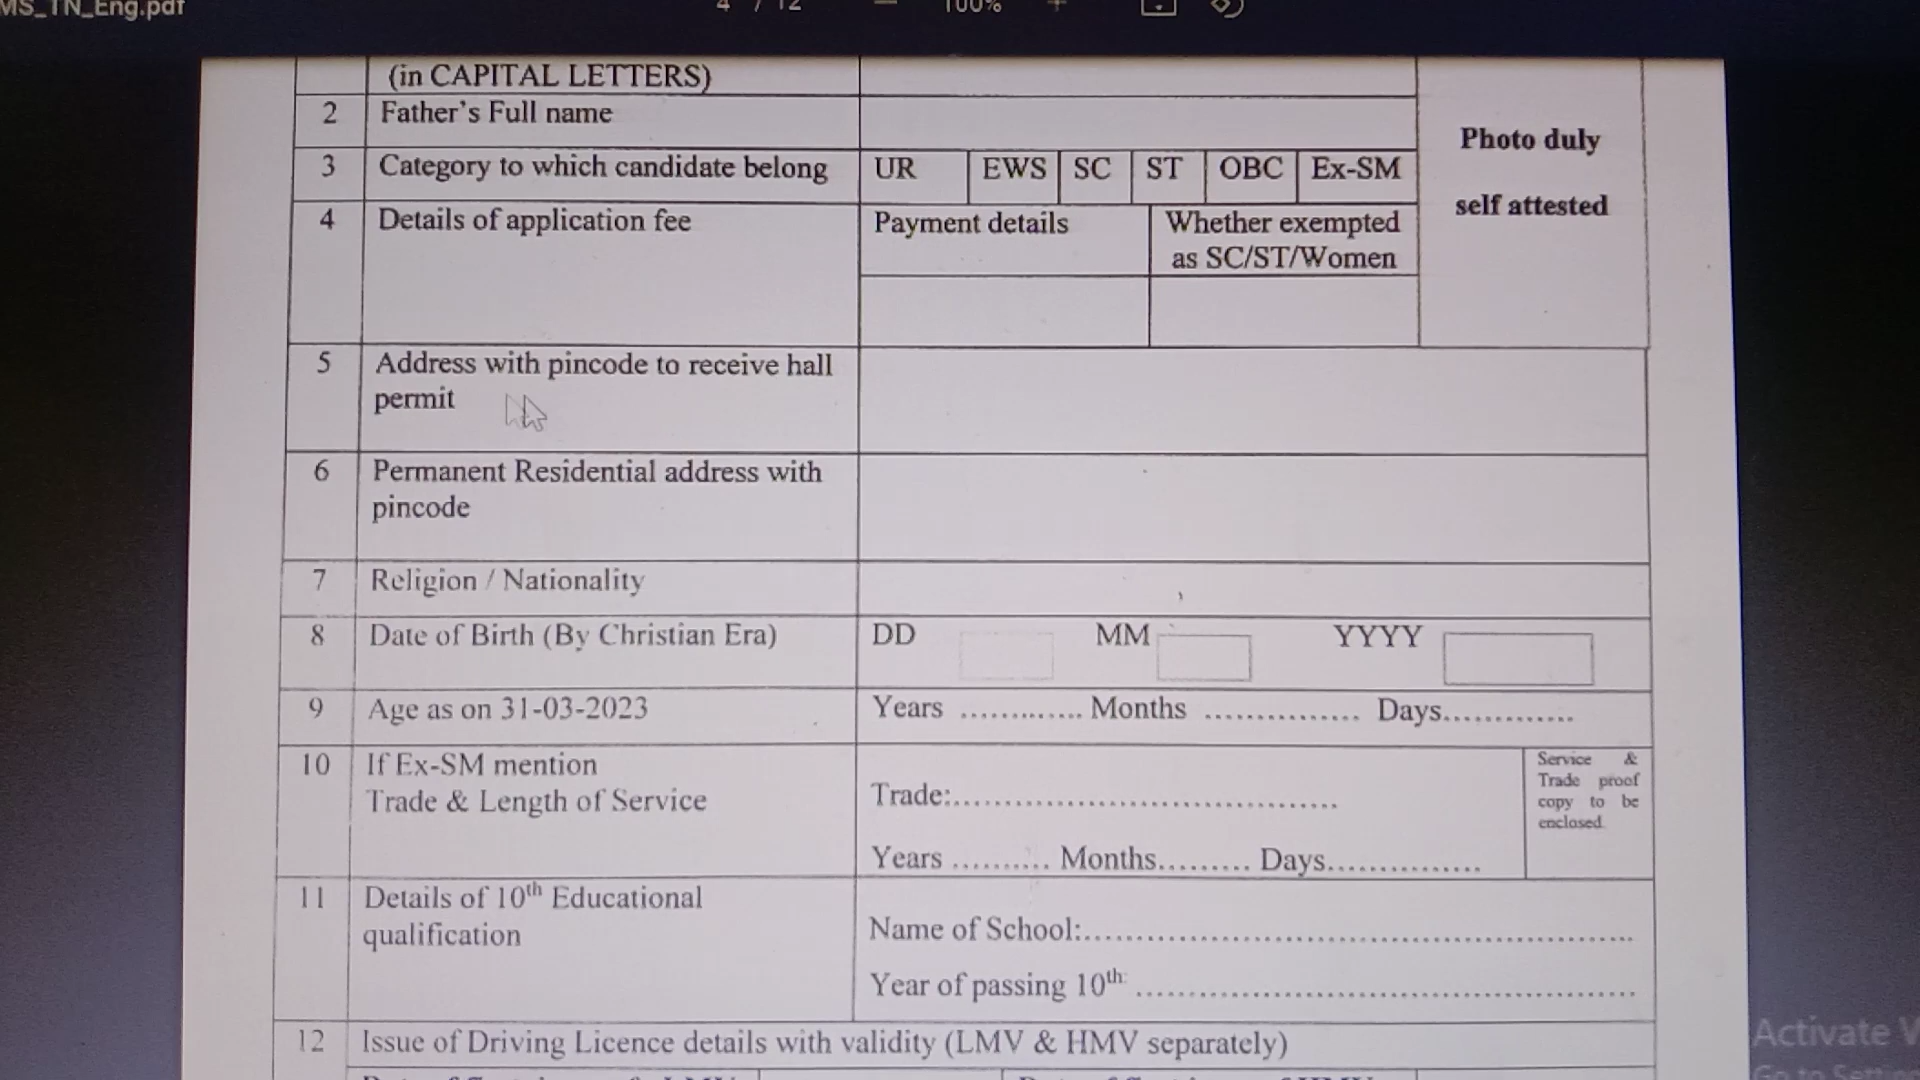 MS_TN_Eng.pdf
4 / 12
100%
(in CAPITAL LETTERS)
2 Father's Full name
3 Category to which candidate belong UR EWS SC ST OBC Ex-SM
Photo duly
self attested
4 Details of application fee Payment details Whether exempted
as SC/ST/Women
5 Address with pincode to receive hall
permit
6 Permanent Residential address with
pincode
7 Religion / Nationality
8 Date of Birth (By Christian Era) DD MM YYYY
9 Age as on 31-03-2023 Years ............. Months ............... Days.............
10 If Ex-SM mention
Trade & Length of Service
Trade:........................................
Years .......... Months......... Days...............
Service &
Trade proof
copy to be
enclosed.
11 Details of 10th Educational
qualification
Name of School:.......................................................
Year of passing 10th ..................................................
12 Issue of Driving Licence details with validity (LMV & HMV separately)
Activate